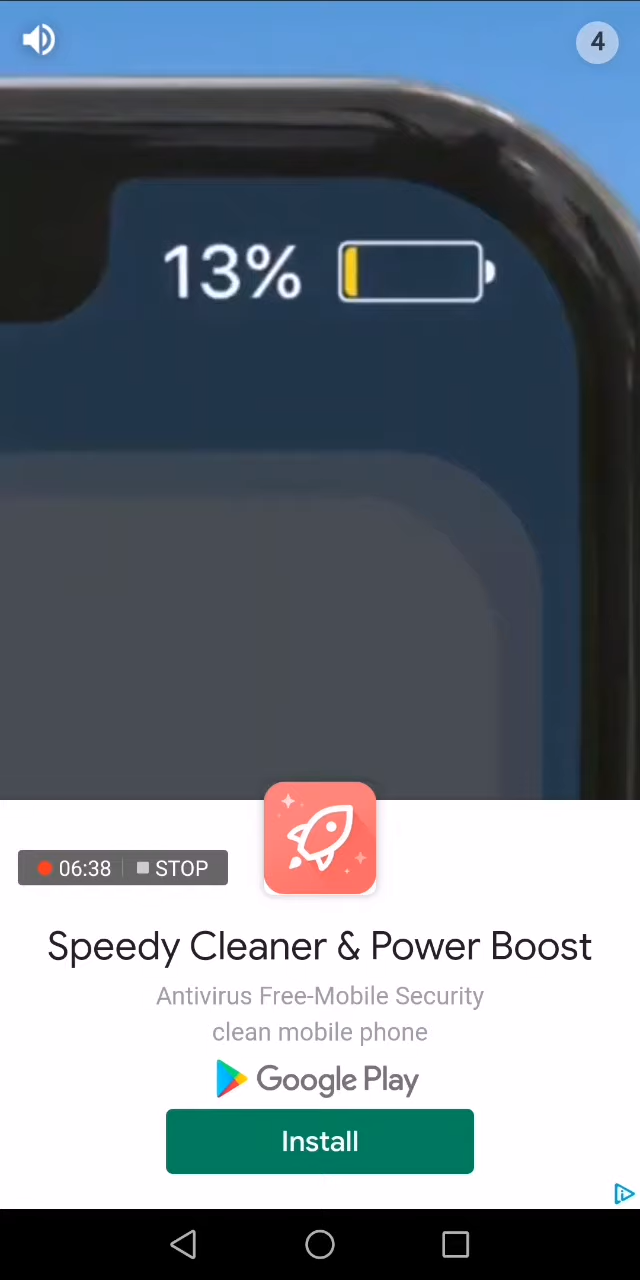 4
13%
06:38 STOP
Speedy Cleaner & Power Boost
Antivirus Free-Mobile Security
clean mobile phone
Google Play
Install